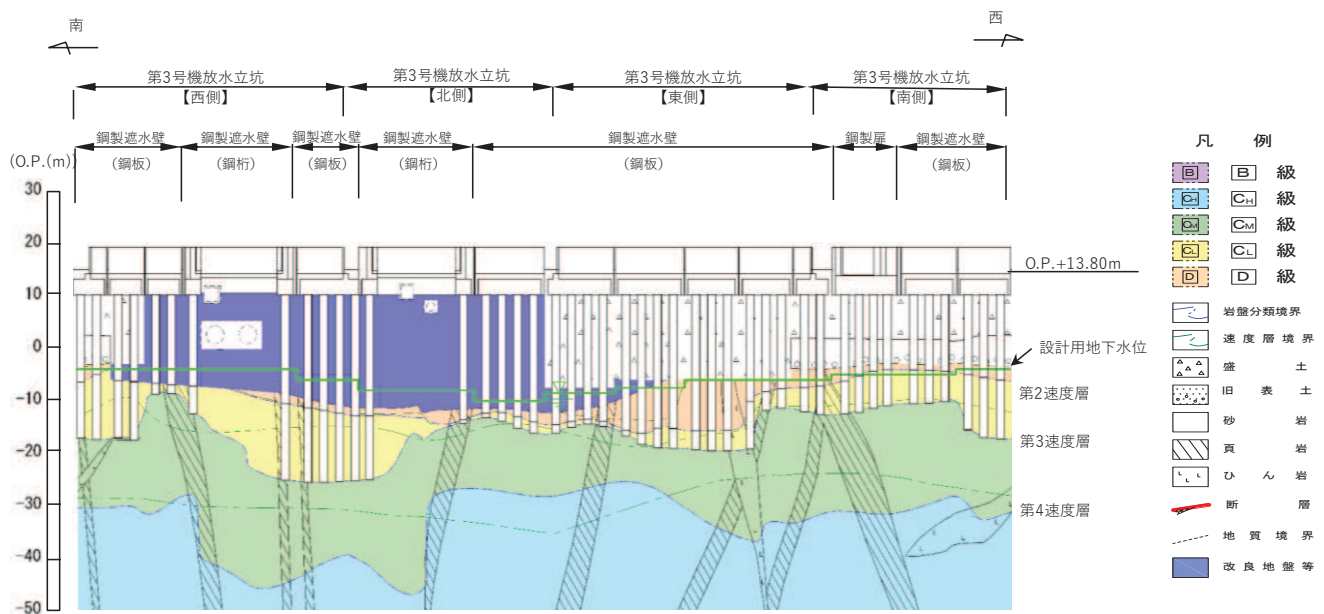 南
西
第3号機放水立坑 第3号機放水立坑 第3号機放水立坑 第3号機放水立坑
【西側】 【北側】 【東側】 【南側】
鋼製遮水壁 鋼製遮水壁 鋼製遮水壁 鋼製遮水壁 鋼製遮水壁 鋼製扉 鋼製遮水壁
(O.P.(m)) (鋼板) (鋼桁) (鋼板) (鋼桁) (鋼板) (鋼板)
30
20
10
0
-10
-20
-30
-40
-50
O.P.+13.80m
設計用地下水位
第2速度層
第3速度層
第4速度層
凡 例
B B 級
CH CH 級
CM CM 級
CL CL 級
D D 級
岩盤分類境界
速度層境界
盛 土
旧 表 土
砂 岩
頁 岩
ひ ん 岩
断 層
地 質 境 界
改 良 地 盤 等